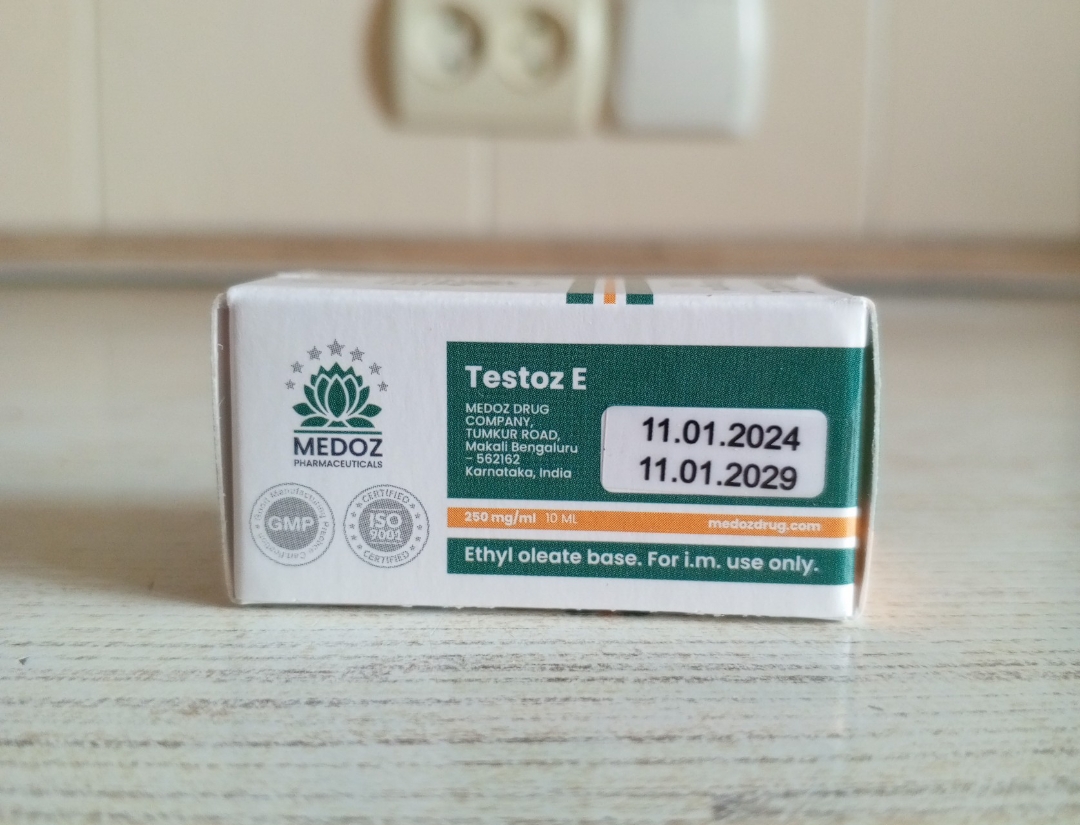 MEDOZ
PHARMACEUTICALS
GMP
CERTIFIED
ISO
9001
CERTIFIED
Testoz E
MEDOZ DRUG
COMPANY,
TUMKUR ROAD,
Makali Bengaluru
- 562162
Karnataka, India
11.01.2024
11.01.2029
250 mg/ml 10 ML
medozdrug.com
Ethyl oleate base. For i.m. use only.